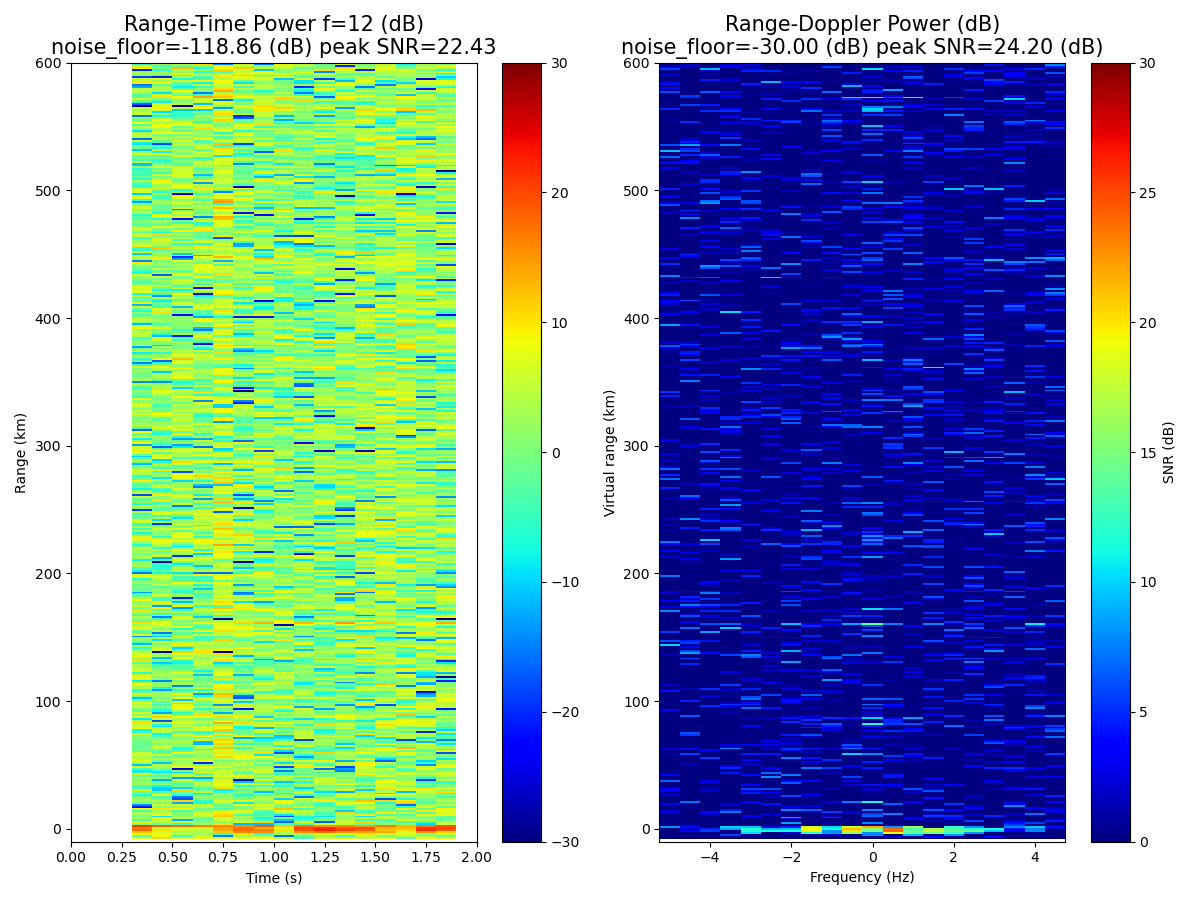 Range-Time Power f=12 (dB)
noise_floor=-118.86 (dB) peak SNR=22.43
Range-Doppler Power (dB)
noise_floor=-30.00 (dB) peak SNR=24.20 (dB)
600
500
400
300
200
100
0
Range (km)
0.00 0.25 0.50 0.75 1.00 1.25 1.50 1.75 2.00
Time (s)
30
20
10
0
−10
−20
−30
600
500
400
300
200
100
0
Virtual range (km)
−4 −2 0 2 4
Frequency (Hz)
30
25
20
15
10
5
0
SNR (dB)